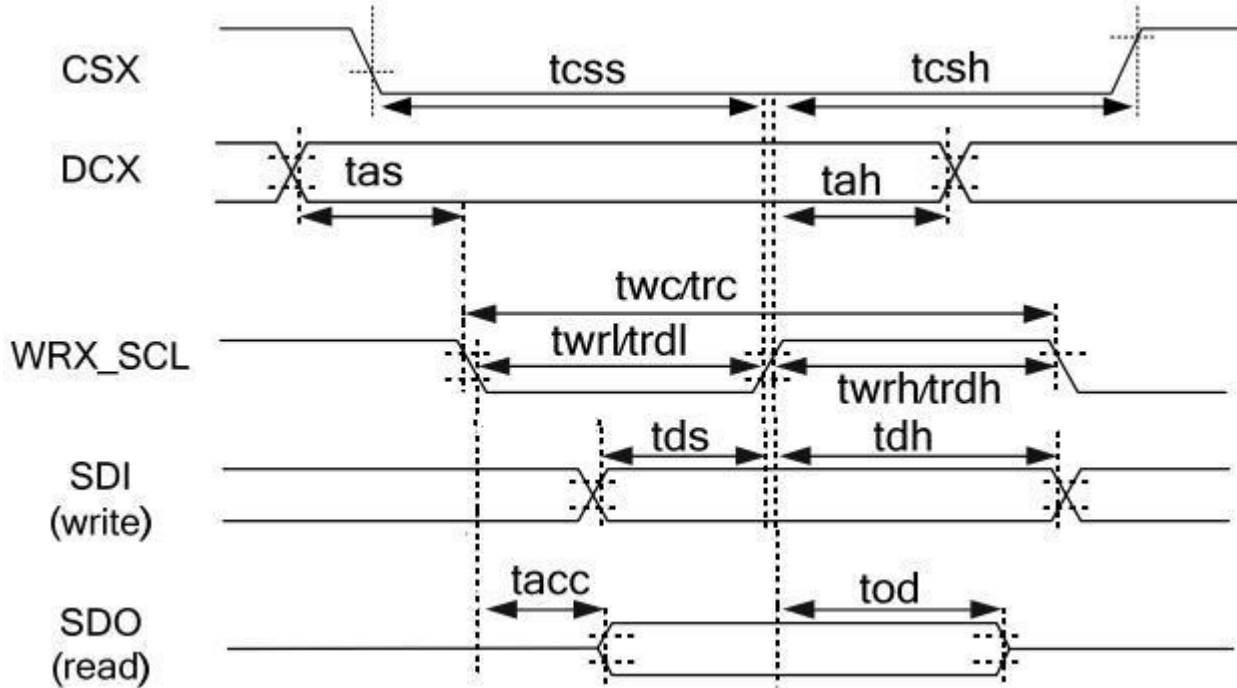 CSX
tcss
tcsh
DCX
tas
tah
twc/trc
WRX_SCL
twrl/trdl
twrh/trdh
SDI
(write)
tds
tdh
SDO
(read)
tacc
tod